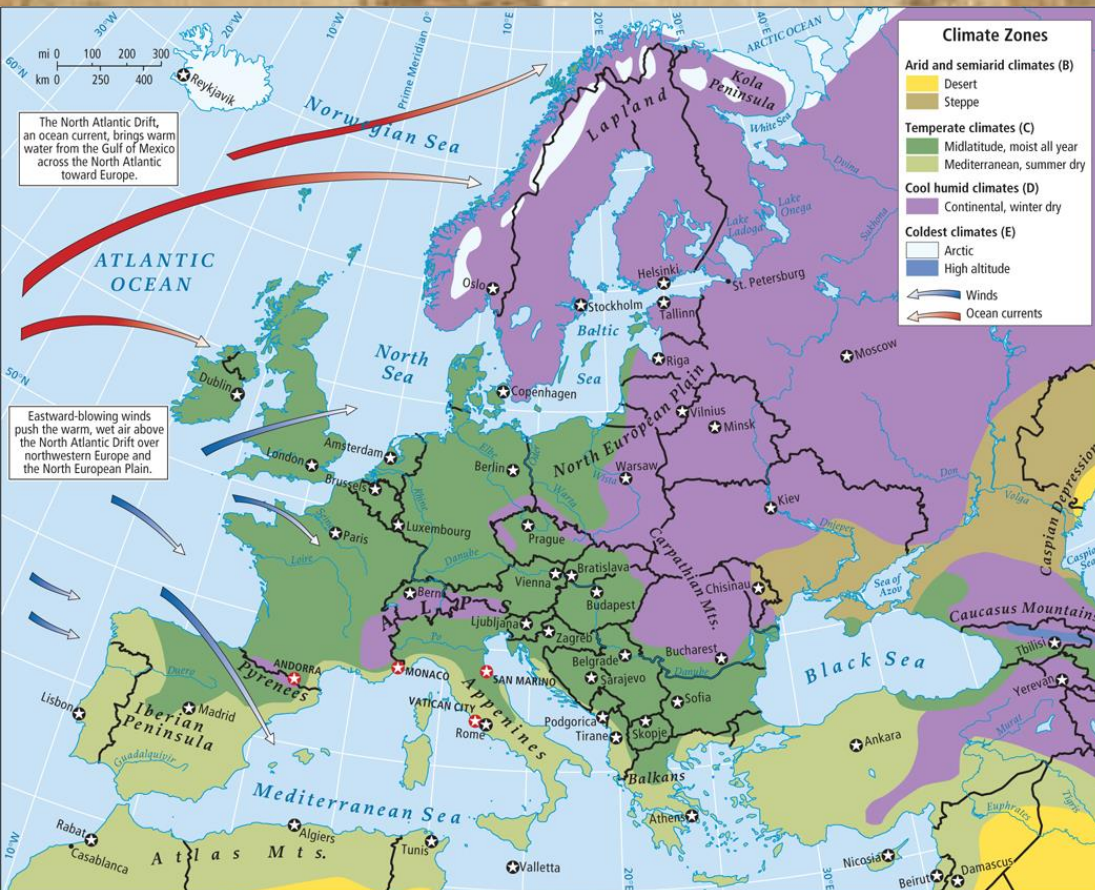 30°W
20°W
10°W
0°
10°E
20°E
30°E
40°E
60°N
50°N
10°W
20°E
30°E
mi 0 100 200 300
km 0 250 400
Prime Meridian
ARCTIC OCEAN
Reykjavik
Norwegian Sea
The North Atlantic Drift,
an ocean current, brings warm
water from the Gulf of Mexico
across the North Atlantic
toward Europe.
Climate Zones
Arid and semiarid climates (B)
Desert
Steppe
Temperate climates (C)
Midlatitude, moist all year
Mediterranean, summer dry
Cool humid climates (D)
Continental, winter dry
Coldest climates (E)
Arctic
High altitude
Winds
Ocean currents
Kola
Peninsula
Lapland
White Sea
Dvina
Sukhona
Lake
Onega
Lake
Ladoga
ATLANTIC
OCEAN
Oslo
Helsinki
St. Petersburg
Stockholm
Tallinn
Baltic
Sea
Riga
Moscow
North
Sea
Dublin
Copenhagen
Eastward-blowing winds
push the warm, wet air above
the North Atlantic Drift over
northwestern Europe and
the North European Plain.
Vilnius
Minsk
North European Plain
Amsterdam
London
Brussels
Berlin
Elbe
Oder
Warta
Wisla
Warsaw
Rhine
Don
Volga
Caspian Depression
Caspian
Sea
Kiev
Dnieper
Luxembourg
Prague
Paris
Seine
Loire
Danube
Carpathian Mts.
Vienna
Bratislava
Budapest
Chisinau
Sea of
Azov
Bern
ALPS
Ljubljana
Zagreb
Po
Caucasus Mountains
Tbilisi
Belgrade
Bucharest
Danube
Black Sea
Sarajevo
ANDORRA
Pyrenees
MONACO
SAN MARINO
Yerevan
Duero
Sofia
Lisbon
Madrid
Iberian
Peninsula
Guadalquivir
VATICAN CITY
Rome
Appenines
Podgorica
Tirane
Skopje
Murat
Ankara
Balkans
Mediterranean Sea
Athens
Euphrates
Tigris
Rabat
Casablanca
Algiers
Tunis
Atlas Mts.
Valletta
Nicosia
Beirut
Damascus